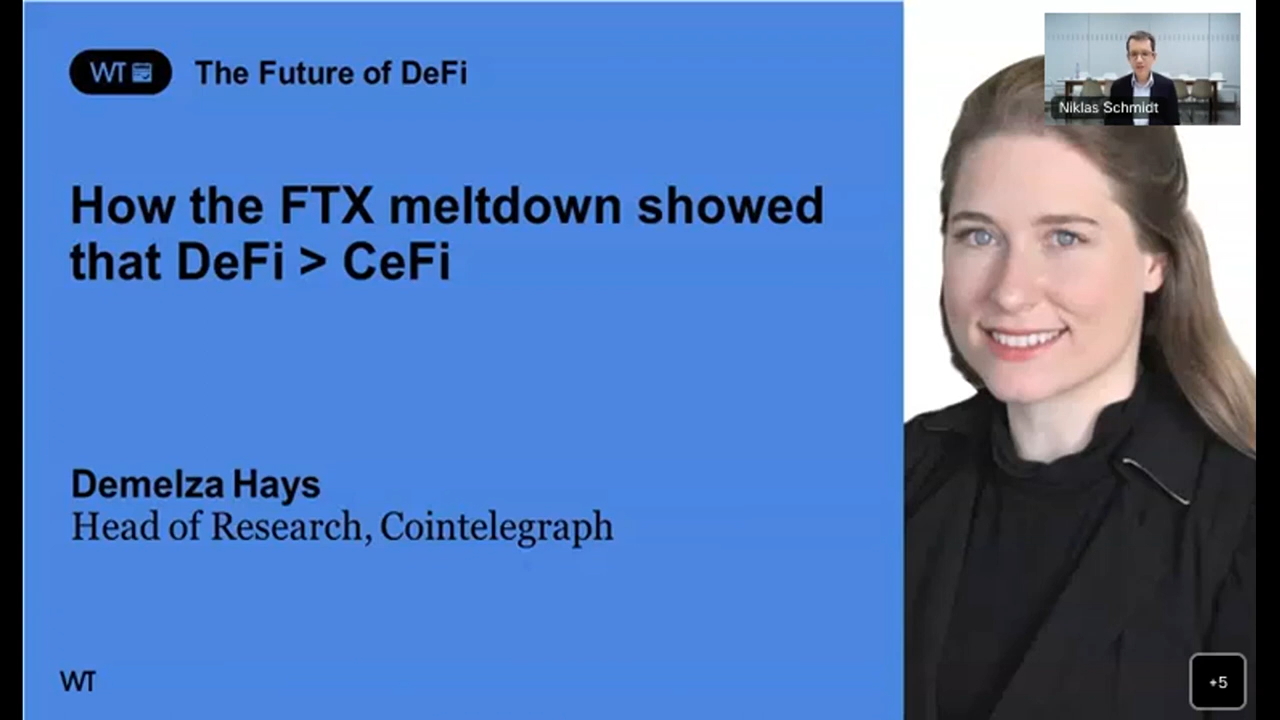 WT The Future of DeFi
Niklas Schmidt
How the FTX meltdown showed
that DeFi > CeFi
Demelza Hays
Head of Research, Cointelegraph
WT
+5